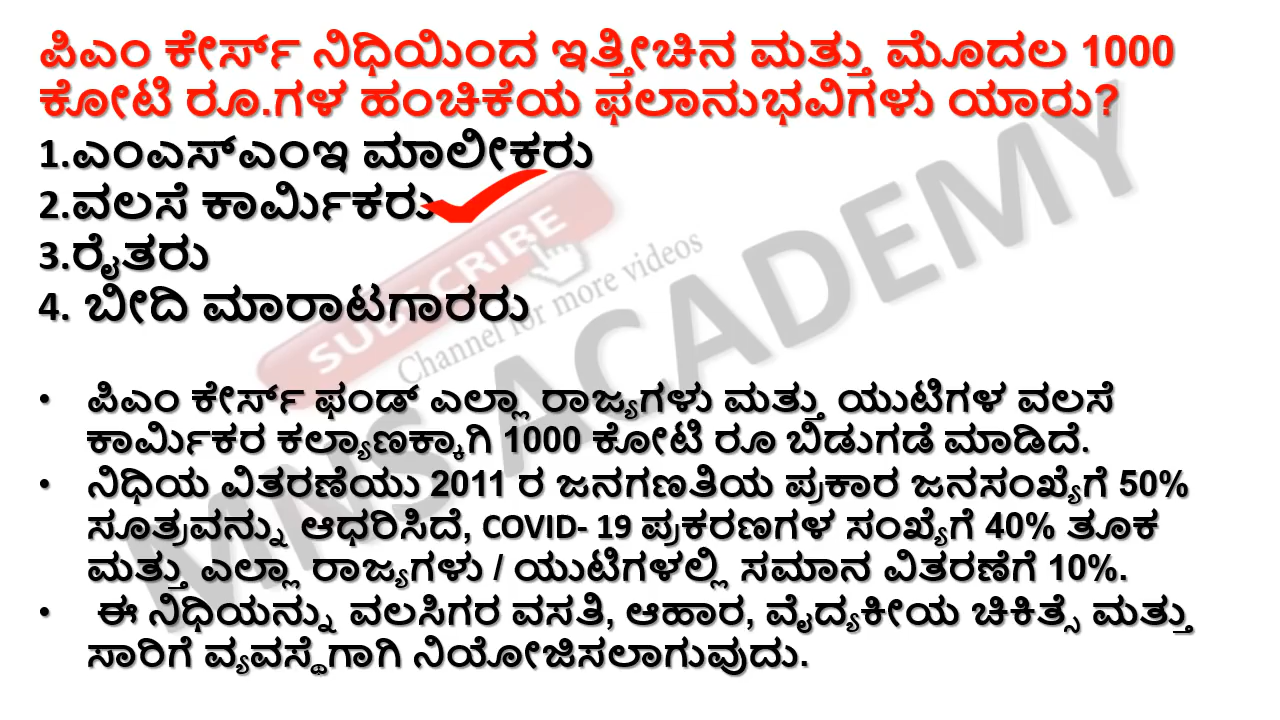 ಪಿಎಂ ಕೇರ್ಸ್ ನಿಧಿಯಿಂದ ಇತ್ತೀಚಿನ ಮತ್ತು ಮೊದಲ 1000
ಕೋಟಿ ರೂ.ಗಳ ಹಂಚಿಕೆಯ ಫಲಾನುಭವಿಗಳು ಯಾರು?
1.ಎಂಎಸ್ಎಂಇ ಮಾಲೀಕರು
2.ವಲಸೆ ಕಾರ್ಮಿಕರು
3.ರೈತರು
4. ಬೀದಿ ಮಾರಾಟಗಾರರು
SUBSCRIBE
Channel for more videos
MNS ACADEMY
• ಪಿಎಂ ಕೇರ್ಸ್ ಫಂಡ್ ಎಲ್ಲಾ ರಾಜ್ಯಗಳು ಮತ್ತು ಯುಟಿಗಳ ವಲಸೆ
ಕಾರ್ಮಿಕರ ಕಲ್ಯಾಣಕ್ಕಾಗಿ 1000 ಕೋಟಿ ರೂ ಬಿಡುಗಡೆ ಮಾಡಿದೆ.
• ನಿಧಿಯ ವಿತರಣೆಯು 2011 ರ ಜನಗಣತಿಯ ಪ್ರಕಾರ ಜನಸಂಖ್ಯೆಗೆ 50%
ಸೂತ್ರವನ್ನು ಆಧರಿಸಿದೆ, COVID- 19 ಪ್ರಕರಣಗಳ ಸಂಖ್ಯೆಗೆ 40% ತೂಕ
ಮತ್ತು ಎಲ್ಲಾ ರಾಜ್ಯಗಳು / ಯುಟಿಗಳಲ್ಲಿ ಸಮಾನ ವಿತರಣೆಗೆ 10%.
• ಈ ನಿಧಿಯನ್ನು ವಲಸಿಗರ ವಸತಿ, ಆಹಾರ, ವೈದ್ಯಕೀಯ ಚಿಕಿತ್ಸೆ ಮತ್ತು
ಸಾರಿಗೆ ವ್ಯವಸ್ಥೆಗಾಗಿ ನಿಯೋಜಿಸಲಾಗುವುದು.